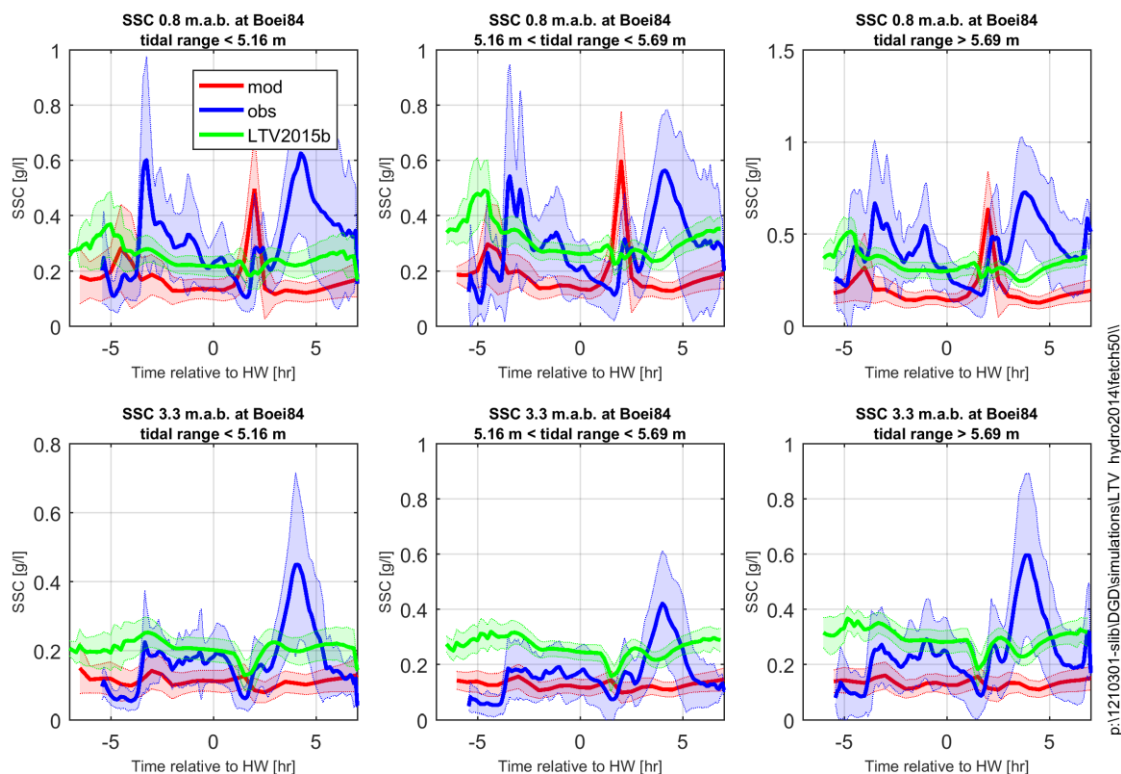 SSC 0.8 m.a.b. at Boei84
tidal range < 5.16 m
SSC 0.8 m.a.b. at Boei84
5.16 m < tidal range < 5.69 m
SSC 0.8 m.a.b. at Boei84
tidal range > 5.69 m
1
0.8
0.6
0.4
0.2
0
SSC [g/l]
mod
obs
LTV2015b
-5
0
5
Time relative to HW [hr]
1
0.8
0.6
0.4
0.2
0
SSC [g/l]
-5
0
5
Time relative to HW [hr]
1.5
1
0.5
0
SSC [g/l]
-5
0
5
Time relative to HW [hr]
SSC 3.3 m.a.b. at Boei84
tidal range < 5.16 m
SSC 3.3 m.a.b. at Boei84
5.16 m < tidal range < 5.69 m
SSC 3.3 m.a.b. at Boei84
tidal range > 5.69 m
0.8
0.6
0.4
0.2
0
SSC [g/l]
-5
0
5
Time relative to HW [hr]
1
0.8
0.6
0.4
0.2
0
SSC [g/l]
-5
0
5
Time relative to HW [hr]
1
0.8
0.6
0.4
0.2
0
SSC [g/l]
-5
0
5
Time relative to HW [hr]
p:\1210301-slib\DGD\simulations\LTV hydro2014\fetch50\\